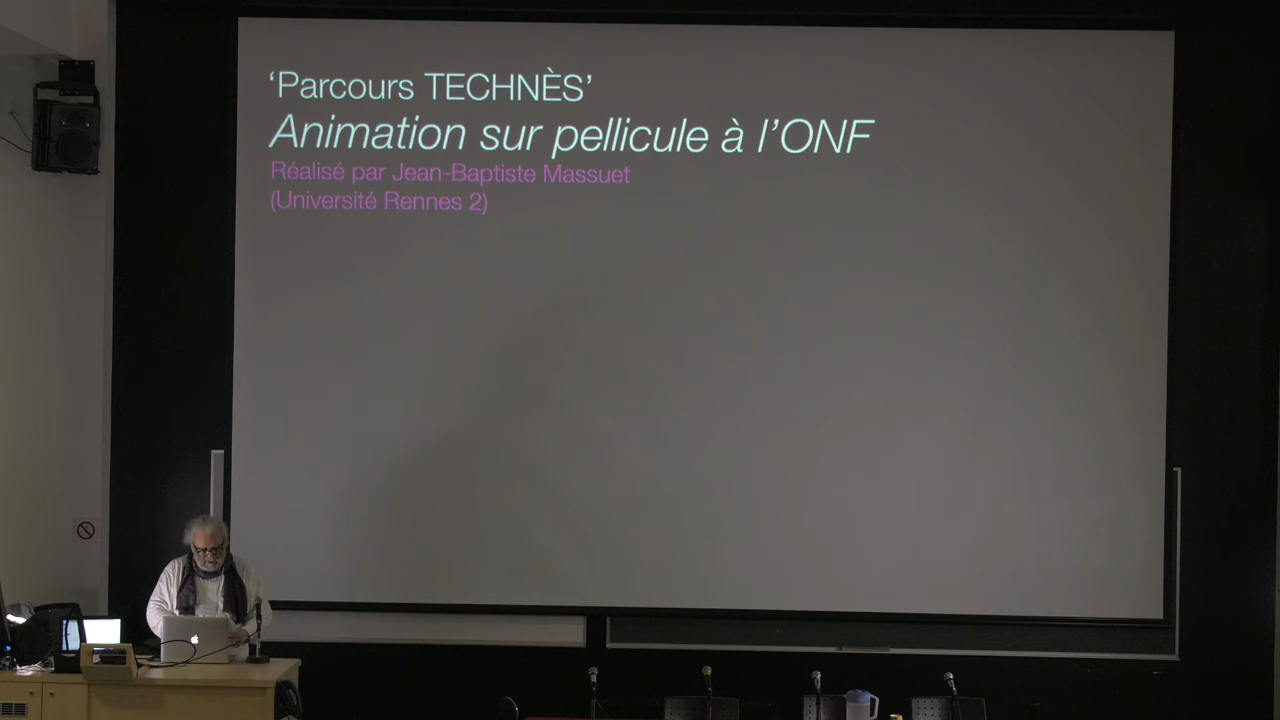 ‘Parcours TECHNÈS’
Animation sur pellicule à l’ONF
Réalisé par Jean-Baptiste Massuet
(Université Rennes 2)